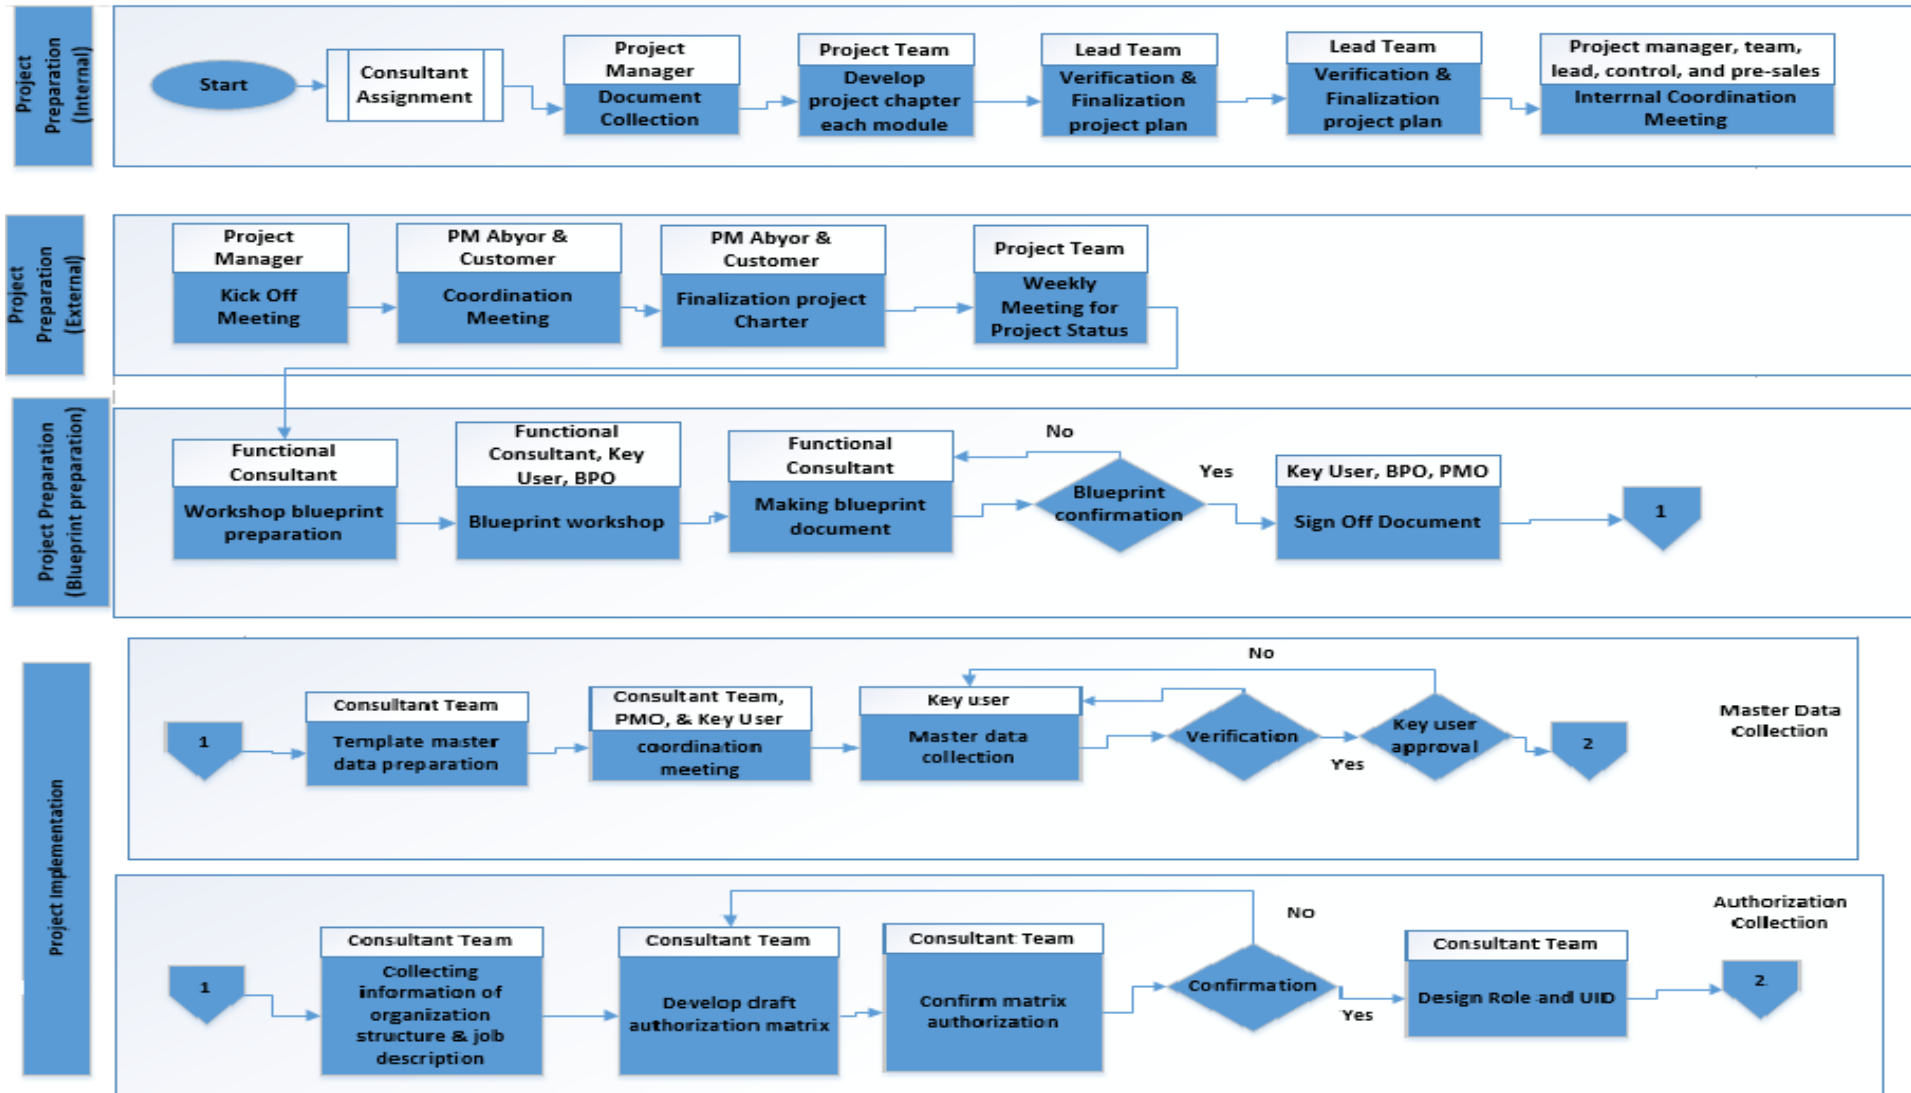 Project
Preparation
(Internal)
Start
Consultant
Assignment
Project
Manager
Document
Collection
Project Team
Develop
project chapter
each module
Lead Team
Verification &
Finalization
project plan
Lead Team
Verification &
Finalization
project plan
Project manager, team,
lead, control, and pre-sales
Interrnal Coordination
Meeting
Project
Preparation
(External)
Project
Manager
Kick Off
Meeting
PM Abyor &
Customer
Coordination
Meeting
PM Abyor &
Customer
Finalization project
Charter
Project Team
Weekly
Meeting for
Project Status
Project Preparation
(Blueprint preparation)
Functional
Consultant
Workshop blueprint
preparation
Functional
Consultant, Key
User, BPO
Blueprint workshop
Functional
Consultant
Making blueprint
document
No
Blueprint
confirmation
Yes
Key User, BPO, PMO
Sign Off Document
1
Project Implementation
1
Consultant Team
Template master
data preparation
Consultant Team,
PMO, & Key User
coordination
meeting
Key user
Master data
collection
No
Verification
Yes
Key user
approval
2
Master Data
Collection
1
Consultant Team
Collecting
information of
organization
structure & job
description
Consultant Team
Develop draft
authorization matrix
Consultant Team
Confirm matrix
authorization
Confirmation
No
Yes
Consultant Team
Design Role and UID
2
Authorization
Collection